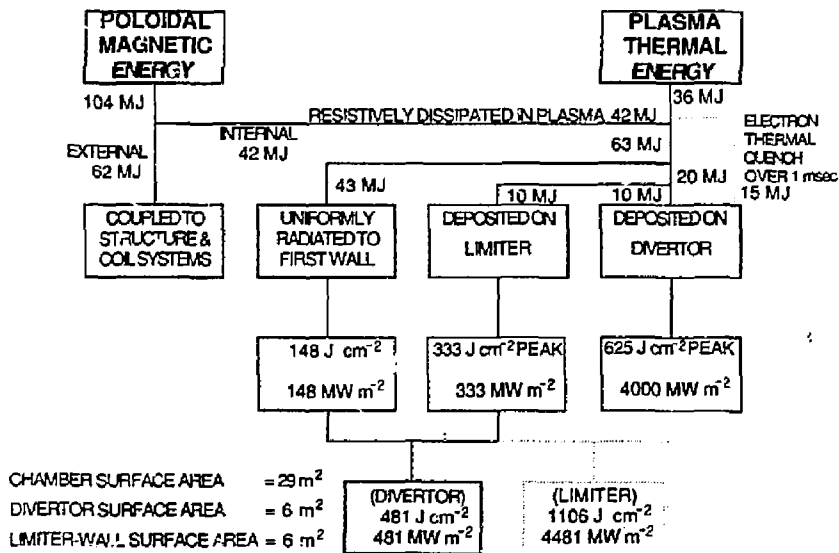 POLOIDAL
MAGNETIC
ENERGY
PLASMA
THERMAL
ENERGY
104 MJ
36 MJ
RESISTIVELY DISSIPATED IN PLASMA 42 MJ
INTERNAL
42 MJ
EXTERNAL
62 MJ
63 MJ
ELECTRON
THERMAL
QUENCH
OVER 1 msec
15 MJ
20 MJ
43 MJ
10 MJ
10 MJ
COUPLED TO
STRUCTURE &
COIL SYSTEMS
UNIFORMLY
RADIATED TO
FIRST WALL
DEPOSITED ON
LIMITER
DEPOSITED ON
DIVERTOR
148 J cm⁻²
148 MW m⁻²
333 J cm⁻² PEAK
333 MW m⁻²
625 J cm⁻² PEAK
4000 MW m⁻²
CHAMBER SURFACE AREA = 29 m²
DIVERTOR SURFACE AREA = 6 m²
LIMITER-WALL SURFACE AREA = 6 m²
(DIVERTOR)
481 J cm⁻²
481 MW m⁻²
(LIMITER)
1106 J cm⁻²
4481 MW m⁻²